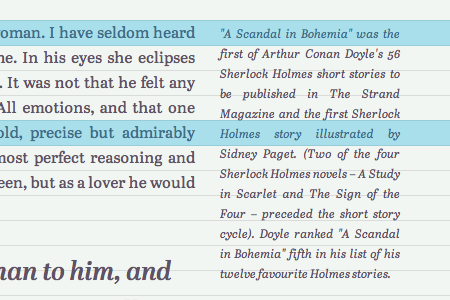 woman. I have seldom heard
me. In his eyes she eclipses
. It was not that he felt any
All emotions, and that one
old, precise but admirably
most perfect reasoning and
een, but as a lover he would
man to him, and
"A Scandal in Bohemia" was the
first of Arthur Conan Doyle's 56
Sherlock Holmes short stories to
be published in The Strand
Magazine and the first Sherlock
Holmes story illustrated by
Sidney Paget. (Two of the four
Sherlock Holmes novels – A Study
in Scarlet and The Sign of the
Four – preceded the short story
cycle). Doyle ranked "A Scandal
in Bohemia" fifth in his list of his
twelve favourite Holmes stories.